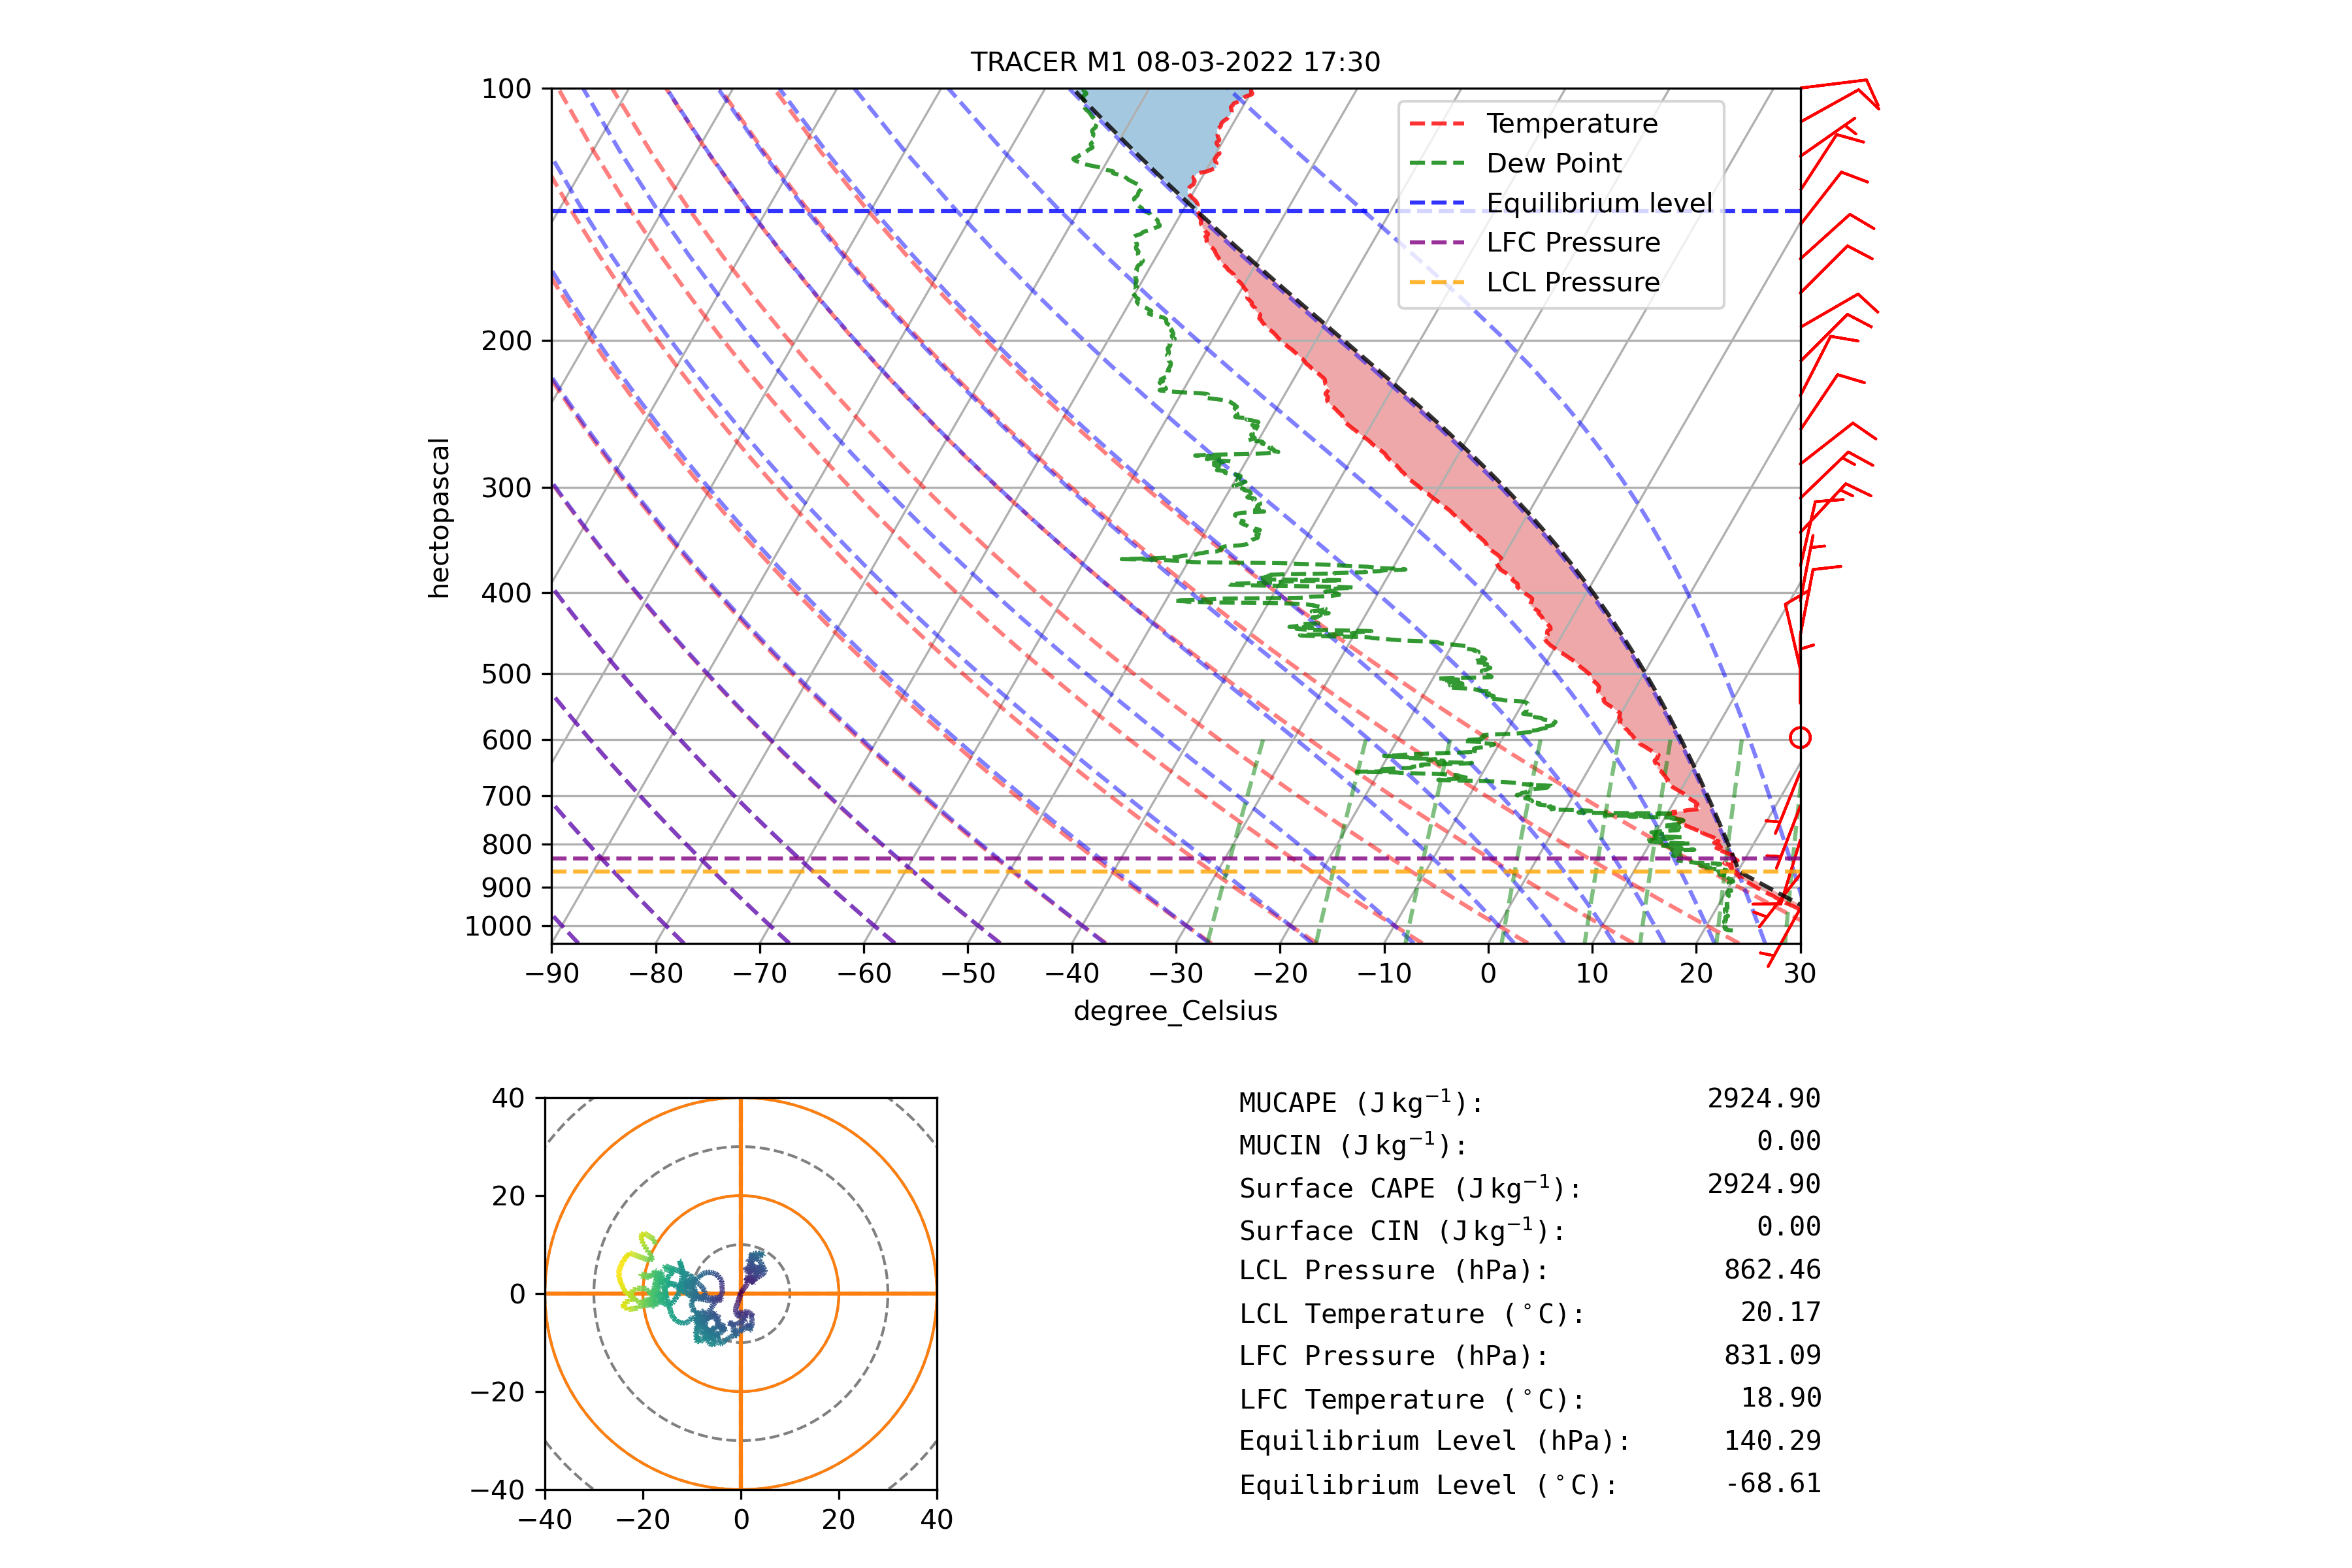 TRACER M1 08-03-2022 17:30
100
200
300
400
500
600
700
800
900
1000
hectopascal
Temperature
Dew Point
Equilibrium level
LFC Pressure
LCL Pressure
−90 −80 −70 −60 −50 −40 −30 −20 −10 0 10 20 30
degree_Celsius
40
20
0
−20
−40
−40 −20 0 20 40
MUCAPE (J kg⁻¹): 2924.90
MUCIN (J kg⁻¹): 0.00
Surface CAPE (J kg⁻¹): 2924.90
Surface CIN (J kg⁻¹): 0.00
LCL Pressure (hPa): 862.46
LCL Temperature (°C): 20.17
LFC Pressure (hPa): 831.09
LFC Temperature (°C): 18.90
Equilibrium Level (hPa): 140.29
Equilibrium Level (°C): -68.61